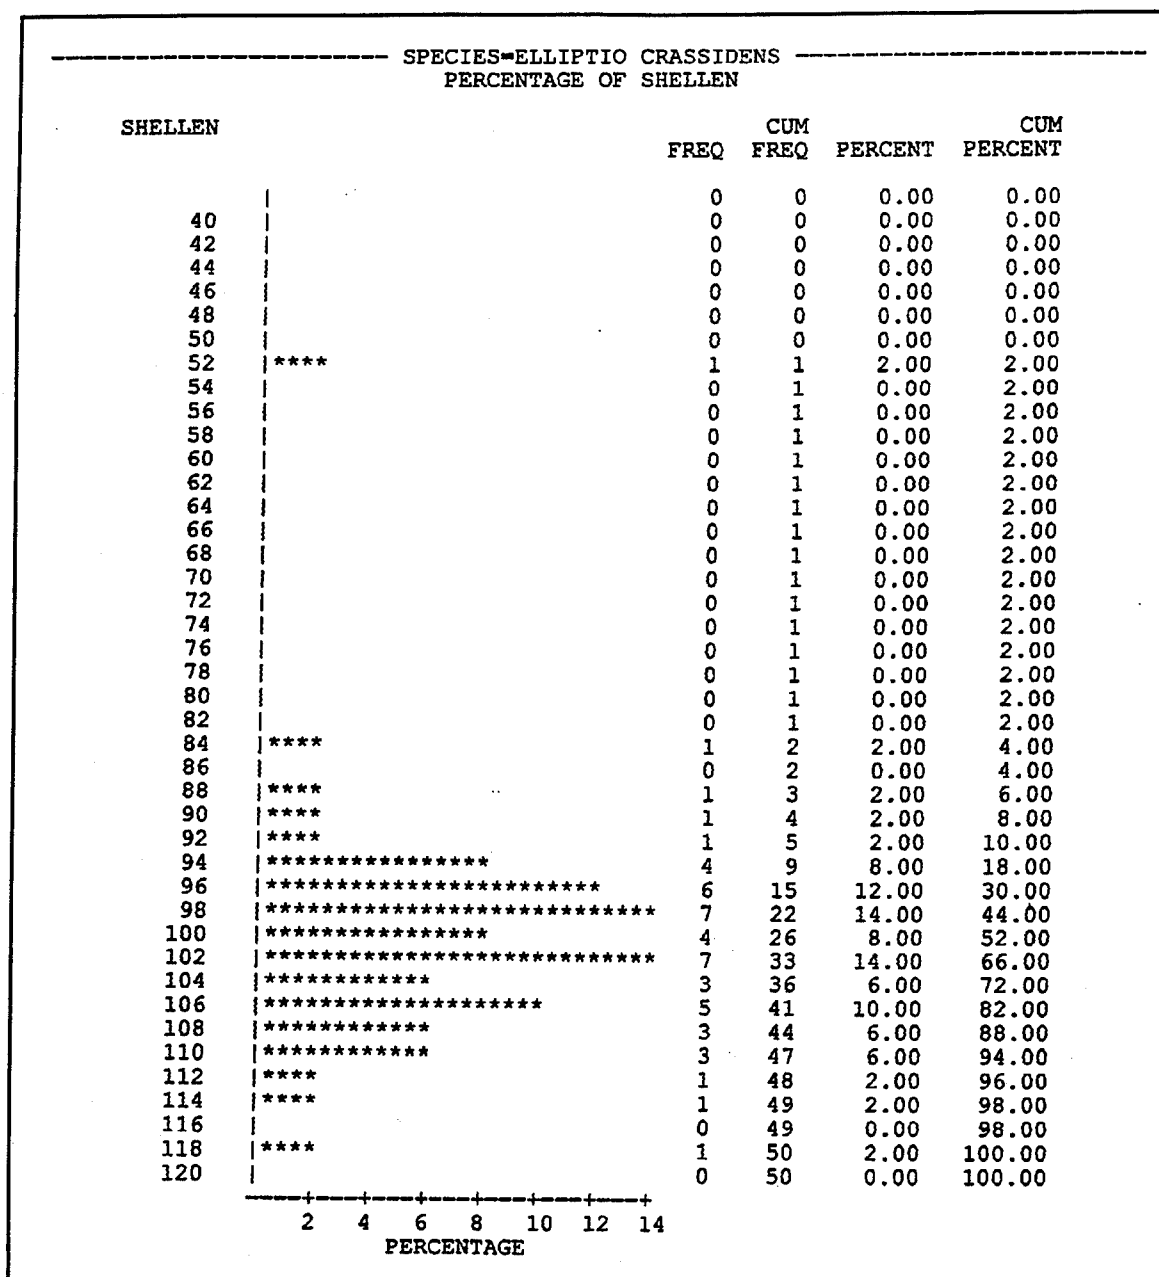 SPECIES=ELLIPTIO CRASSIDENS
PERCENTAGE OF SHELLEN
SHELLEN CUM CUM
FREQ FREQ PERCENT PERCENT
| 0 0 0.00 0.00
40 | 0 0 0.00 0.00
42 | 0 0 0.00 0.00
44 | 0 0 0.00 0.00
46 | 0 0 0.00 0.00
48 | 0 0 0.00 0.00
50 | 0 0 0.00 0.00
52 |**** 1 1 2.00 2.00
54 | 0 1 0.00 2.00
56 | 0 1 0.00 2.00
58 | 0 1 0.00 2.00
60 | 0 1 0.00 2.00
62 | 0 1 0.00 2.00
64 | 0 1 0.00 2.00
66 | 0 1 0.00 2.00
68 | 0 1 0.00 2.00
70 | 0 1 0.00 2.00
72 | 0 1 0.00 2.00
74 | 0 1 0.00 2.00
76 | 0 1 0.00 2.00
78 | 0 1 0.00 2.00
80 | 0 1 0.00 2.00
82 | 0 1 0.00 2.00
84 |**** 1 2 2.00 4.00
86 | 0 2 0.00 4.00
88 |**** 1 3 2.00 6.00
90 |**** 1 4 2.00 8.00
92 |**** 1 5 2.00 10.00
94 |**************** 4 9 8.00 18.00
96 |************************ 6 15 12.00 30.00
98 |**************************** 7 22 14.00 44.00
100 |**************** 4 26 8.00 52.00
102 |**************************** 7 33 14.00 66.00
104 |************ 3 36 6.00 72.00
106 |******************** 5 41 10.00 82.00
108 |************ 3 44 6.00 88.00
110 |************ 3 47 6.00 94.00
112 |**** 1 48 2.00 96.00
114 |**** 1 49 2.00 98.00
116 | 0 49 0.00 98.00
118 |**** 1 50 2.00 100.00
120 | 0 50 0.00 100.00
2 4 6 8 10 12 14
PERCENTAGE